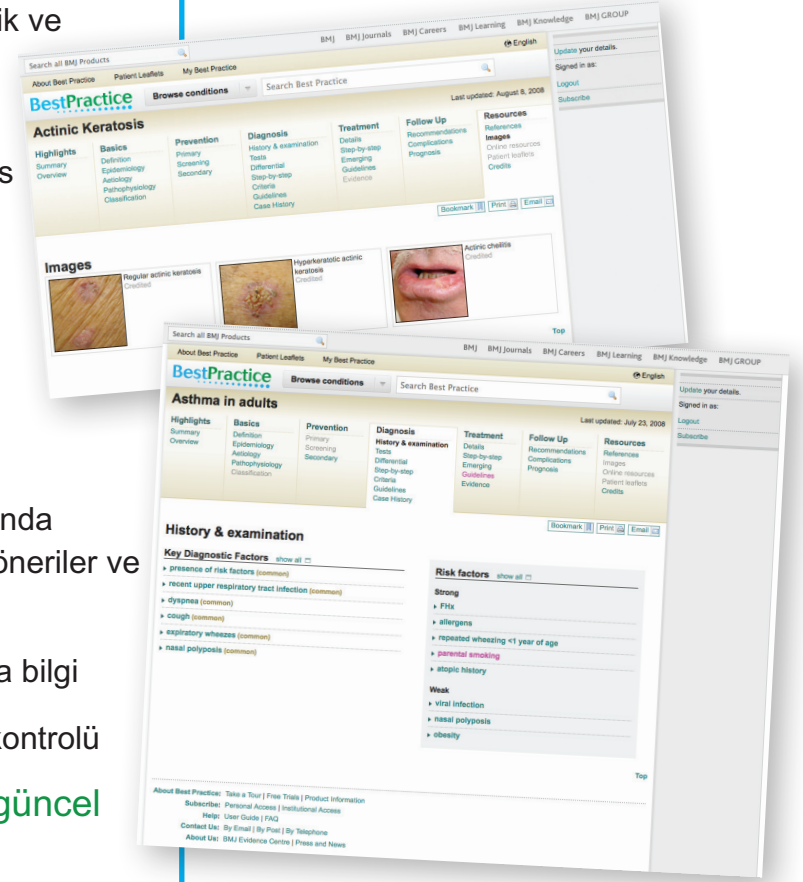 ik ve
s
nda
öneriler ve
a bilgi
kontrolü
güncel
Search all BMJ Products
BMJ BMJ Journals BMJ Careers BMJ Learning BMJ Knowledge BMJ GROUP
About Best Practice Patient Leaflets My Best Practice
English
Update your details.
Signed in as:
Logout
Subscribe
BestPractice Browse conditions Search Best Practice
Last updated: August 8, 2008
Actinic Keratosis
Highlights
Summary
Overview
Basics
Definition
Epidemiology
Aetiology
Pathophysiology
Classification
Prevention
Primary
Screening
Secondary
Diagnosis
History & examination
Tests
Differential
Step-by-step
Criteria
Guidelines
Case History
Treatment
Details
Step-by-step
Emerging
Guidelines
Evidence
Follow Up
Recommendations
Complications
Prognosis
Resources
References
Images
Online resources
Patient leaflets
Credits
Bookmark Print Email
Images
Regular actinic keratosis
Credited
Hyperkeratotic actinic
keratosis
Credited
Actinic cheilitis
Credited
Top
Search all BMJ Products
BMJ BMJ Journals BMJ Careers BMJ Learning BMJ Knowledge BMJ GROUP
About Best Practice Patient Leaflets My Best Practice
English
Update your details.
Signed in as:
Logout
Subscribe
BestPractice Browse conditions Search Best Practice
Last updated: July 23, 2008
Asthma in adults
Highlights
Summary
Overview
Basics
Definition
Epidemiology
Aetiology
Pathophysiology
Classification
Prevention
Primary
Screening
Secondary
Diagnosis
History & examination
Tests
Differential
Step-by-step
Criteria
Guidelines
Case History
Treatment
Details
Step-by-step
Emerging
Guidelines
Evidence
Follow Up
Recommendations
Complications
Prognosis
Resources
References
Images
Online resources
Patient leaflets
Credits
Bookmark Print Email
History & examination
Key Diagnostic Factors show all
presence of risk factors (common)
recent upper respiratory tract infection (common)
dyspnea (common)
cough (common)
expiratory wheezes (common)
nasal polyposis (common)
Risk factors show all
Strong
FHx
allergens
repeated wheezing <1 year of age
parental smoking
atopic history
Weak
viral infection
nasal polyposis
obesity
Top
About Best Practice: Take a Tour | Free Trials | Product Information
Subscribe: Personal Access | Institutional Access
Help: User Guide | FAQ
Contact Us: By Email | By Post | By Telephone
About Us: BMJ Evidence Centre | Press and News